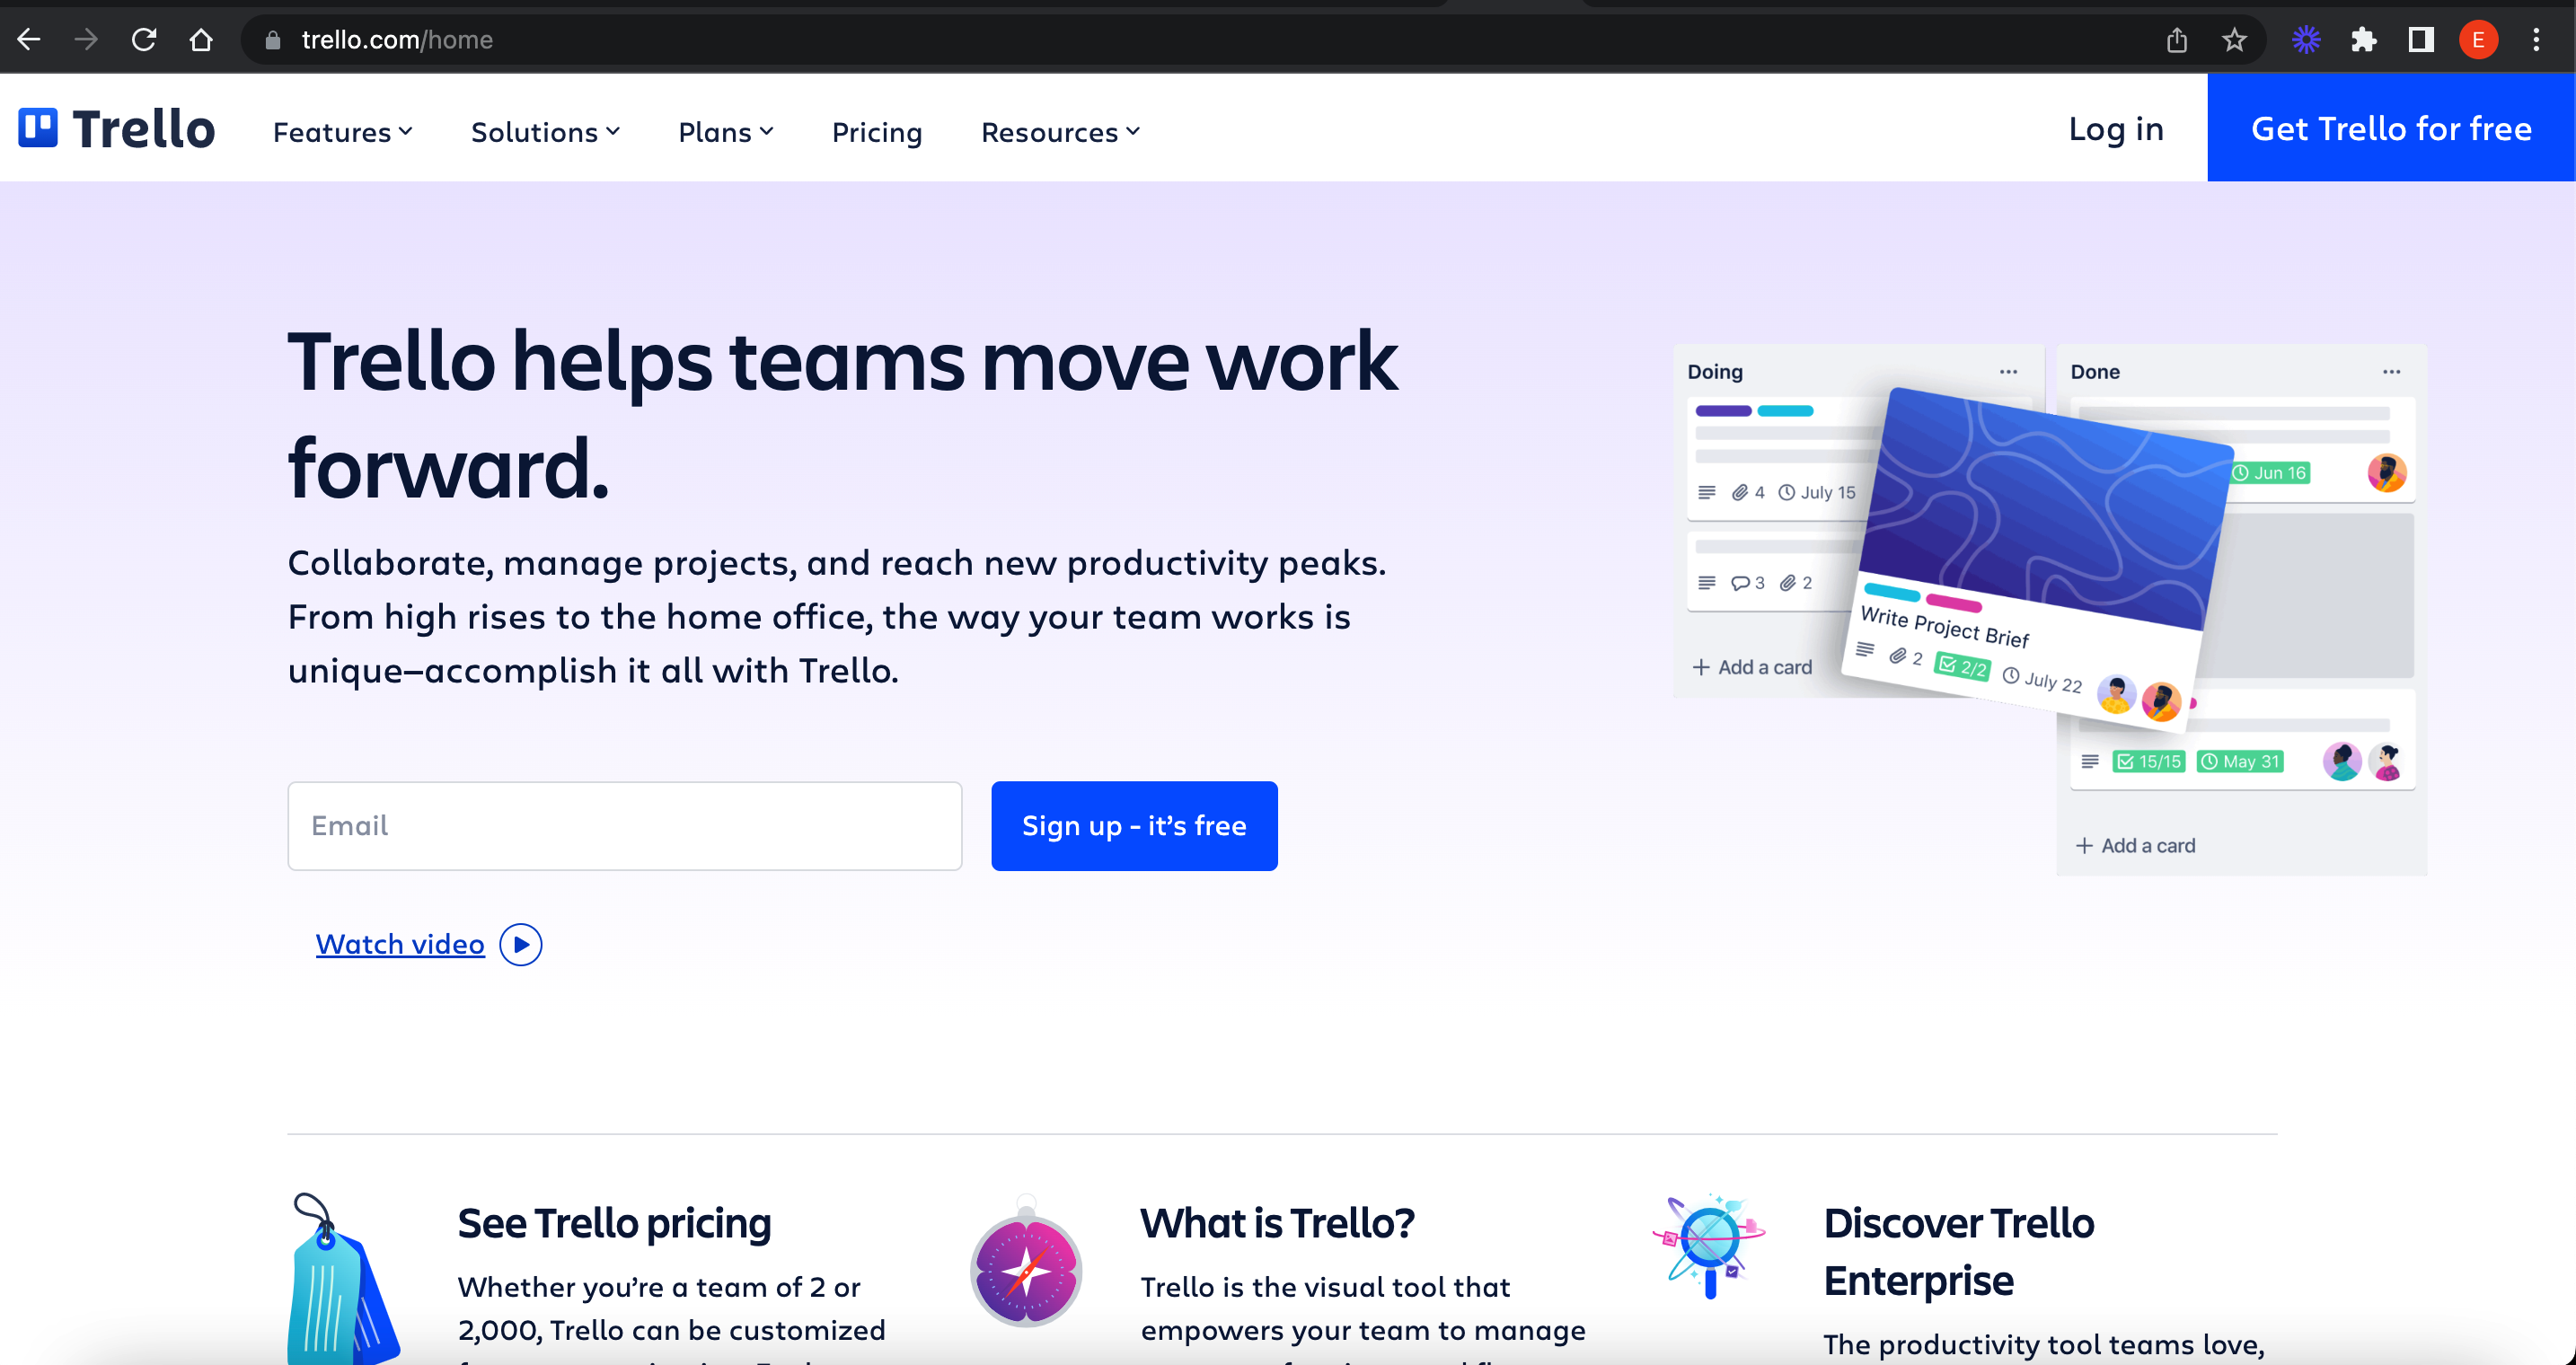 trello.com/home
E
Trello
Features
Solutions
Plans
Pricing
Resources
Log in
Get Trello for free
Trello helps teams move work
forward.
Collaborate, manage projects, and reach new productivity peaks.
From high rises to the home office, the way your team works is
unique—accomplish it all with Trello.
Email
Sign up - it’s free
Watch video
Doing
4 July 15
3 2
+ Add a card
Write Project Brief
2 2/2 July 22
Done
Jun 16
15/15 May 31
+ Add a card
See Trello pricing
Whether you’re a team of 2 or
2,000, Trello can be customized
What is Trello?
Trello is the visual tool that
empowers your team to manage
Discover Trello
Enterprise
The productivity tool teams love,